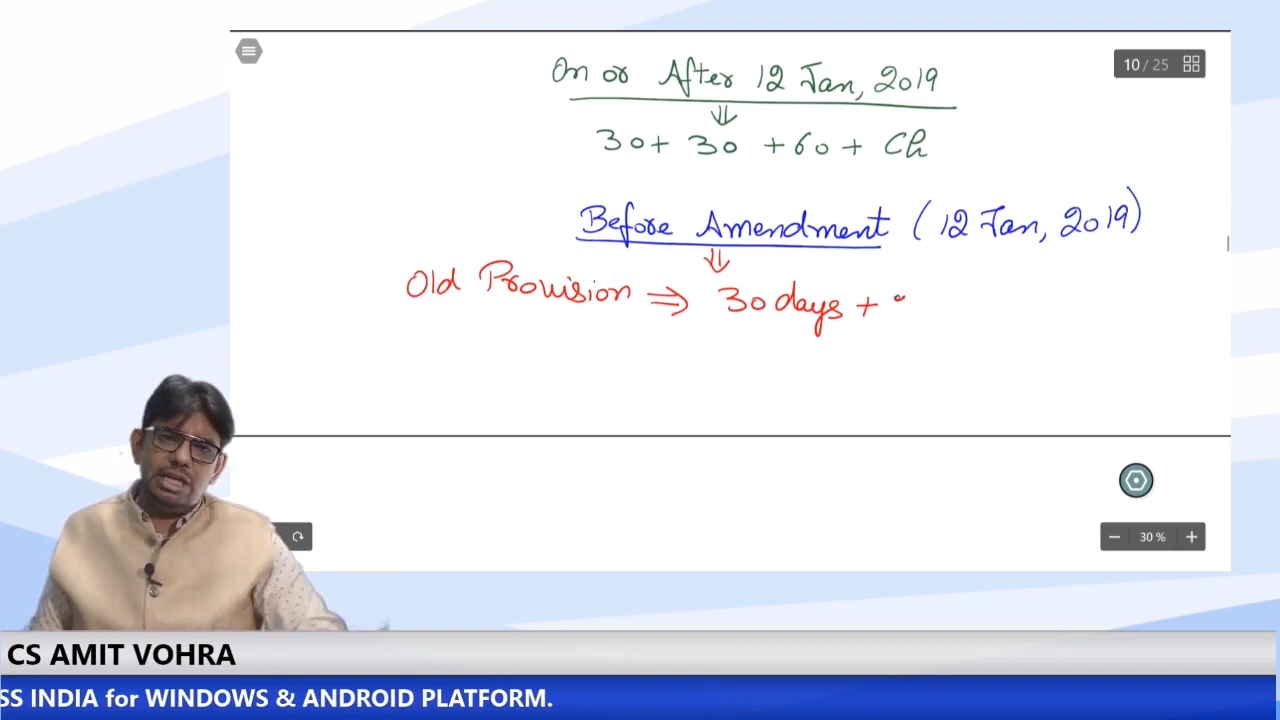 10 / 25
On or After 12 Jan, 2019
⇓
30+ 30 + 60 + Ch
Before Amendment (12 Jan, 2019)
⇓
Old Provision ⇒ 30 days +
30 %
CS AMIT VOHRA
SS INDIA for WINDOWS & ANDROID PLATFORM.